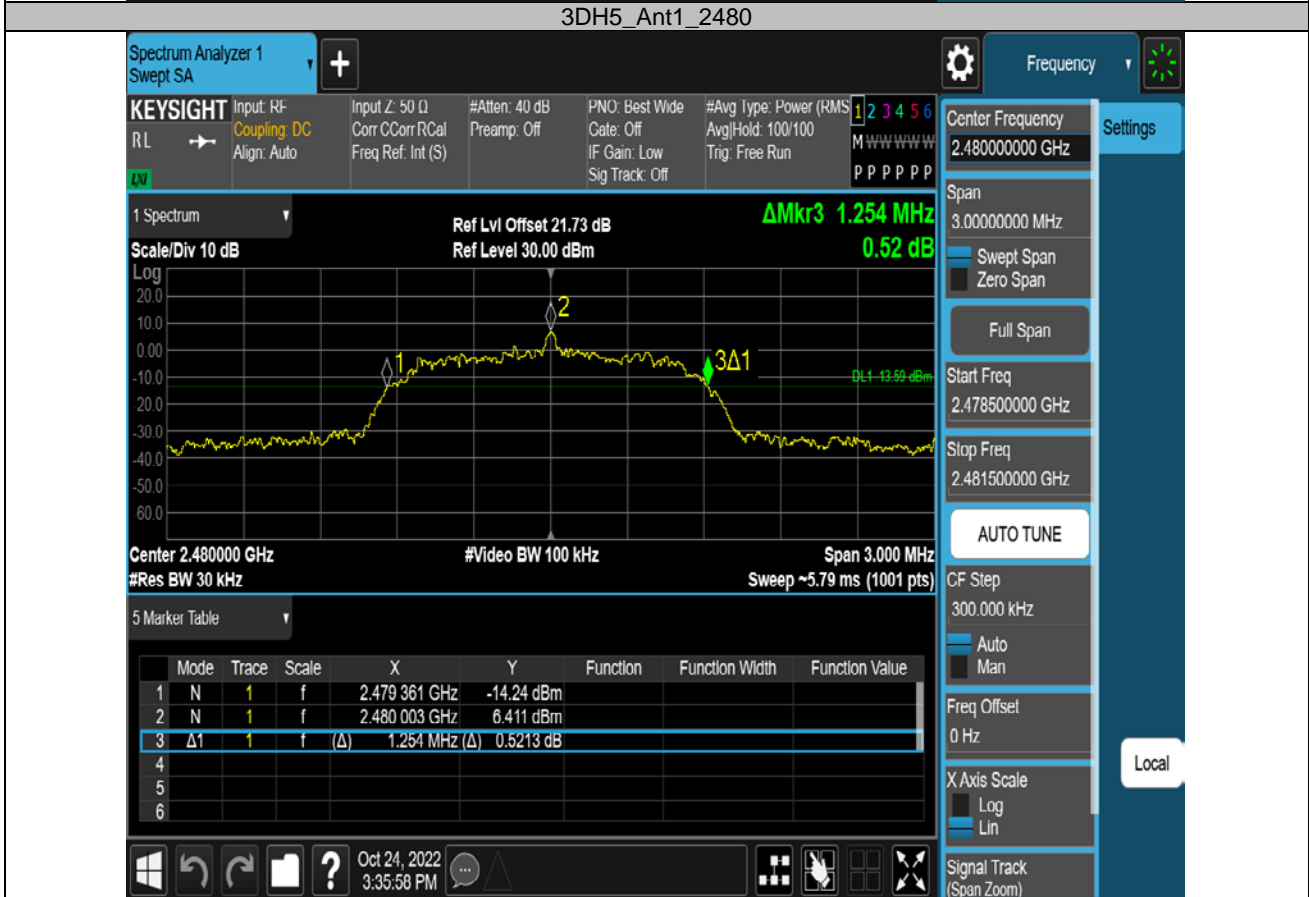 3DH5_Ant1_2480
Spectrum Analyzer 1
Swept SA
+
Frequency
KEYSIGHT
RL
LXI
Input: RF
Coupling: DC
Align: Auto
Input Z: 50 Ω
Corr CCorr RCal
Freq Ref: Int (S)
#Atten: 40 dB
Preamp: Off
PNO: Best Wide
Gate: Off
IF Gain: Low
Sig Track: Off
#Avg Type: Power (RMS
Avg|Hold: 100/100
Trig: Free Run
1 2 3 4 5 6
M W W W W W
P P P P P P
1 Spectrum
Scale/Div 10 dB
Ref Lvl Offset 21.73 dB
Ref Level 30.00 dBm
ΔMkr3 1.254 MHz
0.52 dB
Log
20.0
10.0
0.00
-10.0
-20.0
-30.0
-40.0
-50.0
-60.0
1
2
3Δ1
DL1 -13.59 dBm
Center 2.480000 GHz
#Video BW 100 kHz
Span 3.000 MHz
#Res BW 30 kHz
Sweep ~5.79 ms (1001 pts)
5 Marker Table
Mode Trace Scale X Y Function Function Width Function Value
1 N 1 f 2.479 361 GHz -14.24 dBm
2 N 1 f 2.480 003 GHz 6.411 dBm
3 Δ1 1 f (Δ) 1.254 MHz (Δ) 0.5213 dB
4
5
6
?
Oct 24, 2022
3:35:58 PM
Center Frequency
2.480000000 GHz
Span
3.00000000 MHz
Swept Span
Zero Span
Full Span
Start Freq
2.478500000 GHz
Stop Freq
2.481500000 GHz
AUTO TUNE
CF Step
300.000 kHz
Auto
Man
Freq Offset
0 Hz
X Axis Scale
Log
Lin
Signal Track
(Span Zoom)
Settings
Local